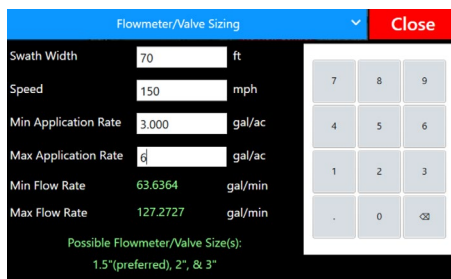 Flowmeter/Valve Sizing Close
Swath Width 70 ft
Speed 150 mph
Min Application Rate 3.000 gal/ac
Max Application Rate 6 gal/ac
Min Flow Rate 63.6364 gal/min
Max Flow Rate 127.2727 gal/min
Possible Flowmeter/Valve Size(s):
1.5"(preferred), 2", & 3"
7 8 9
4 5 6
1 2 3
. 0